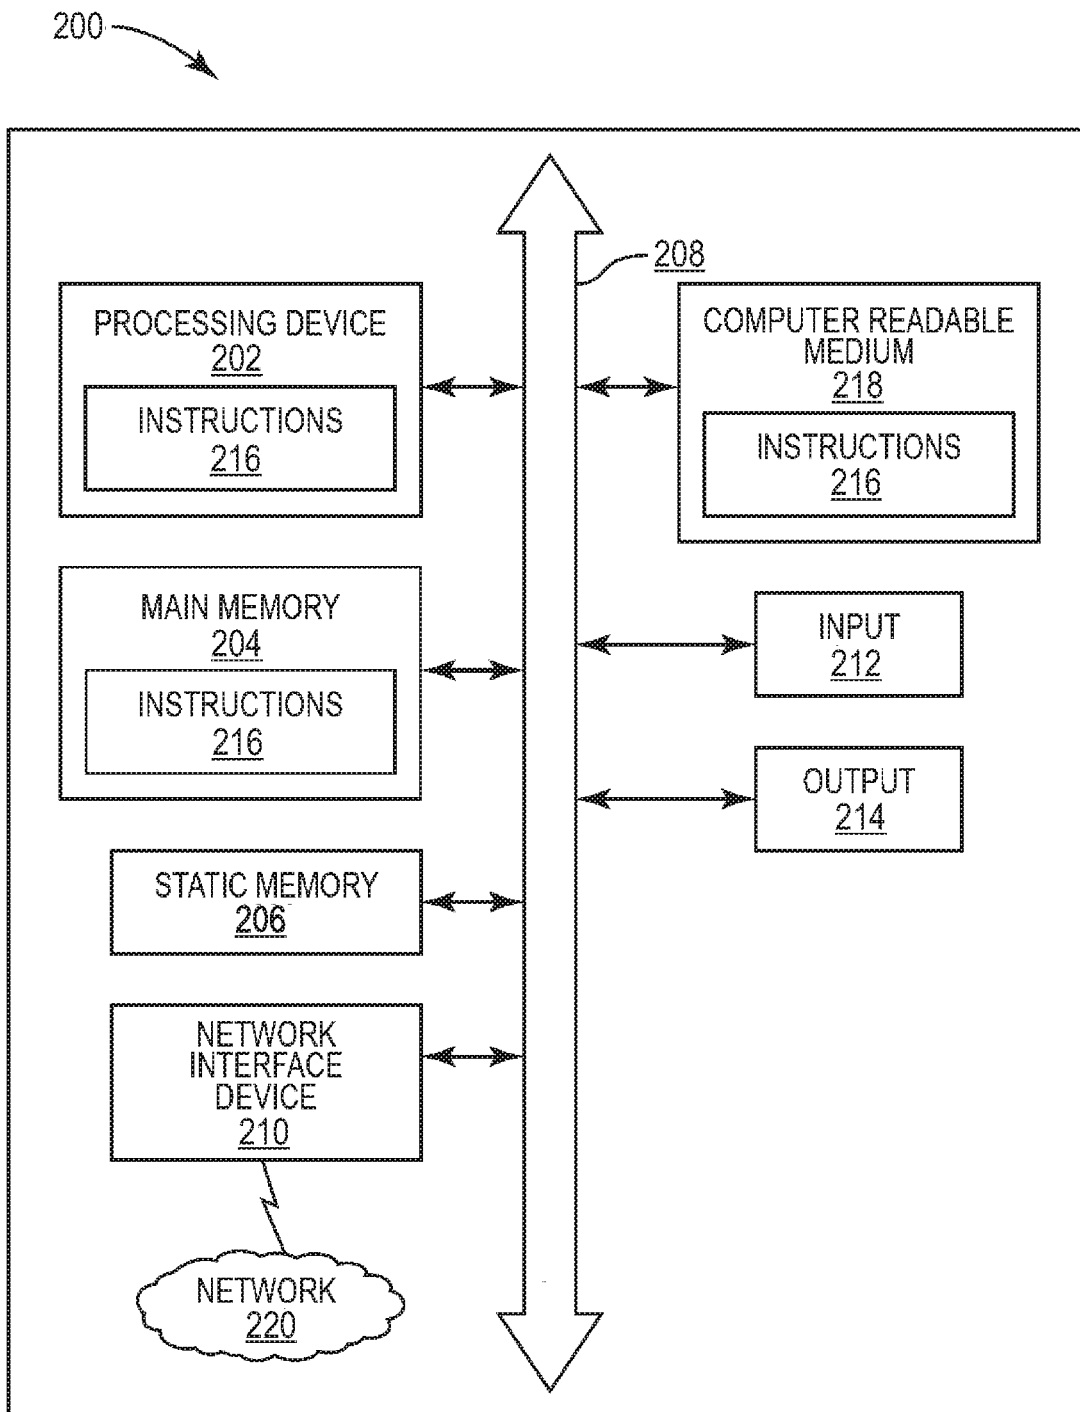 200
208
PROCESSING DEVICE
202
INSTRUCTIONS
216
COMPUTER READABLE
MEDIUM
218
INSTRUCTIONS
216
MAIN MEMORY
204
INSTRUCTIONS
216
INPUT
212
OUTPUT
214
STATIC MEMORY
206
NETWORK
INTERFACE
DEVICE
210
NETWORK
220